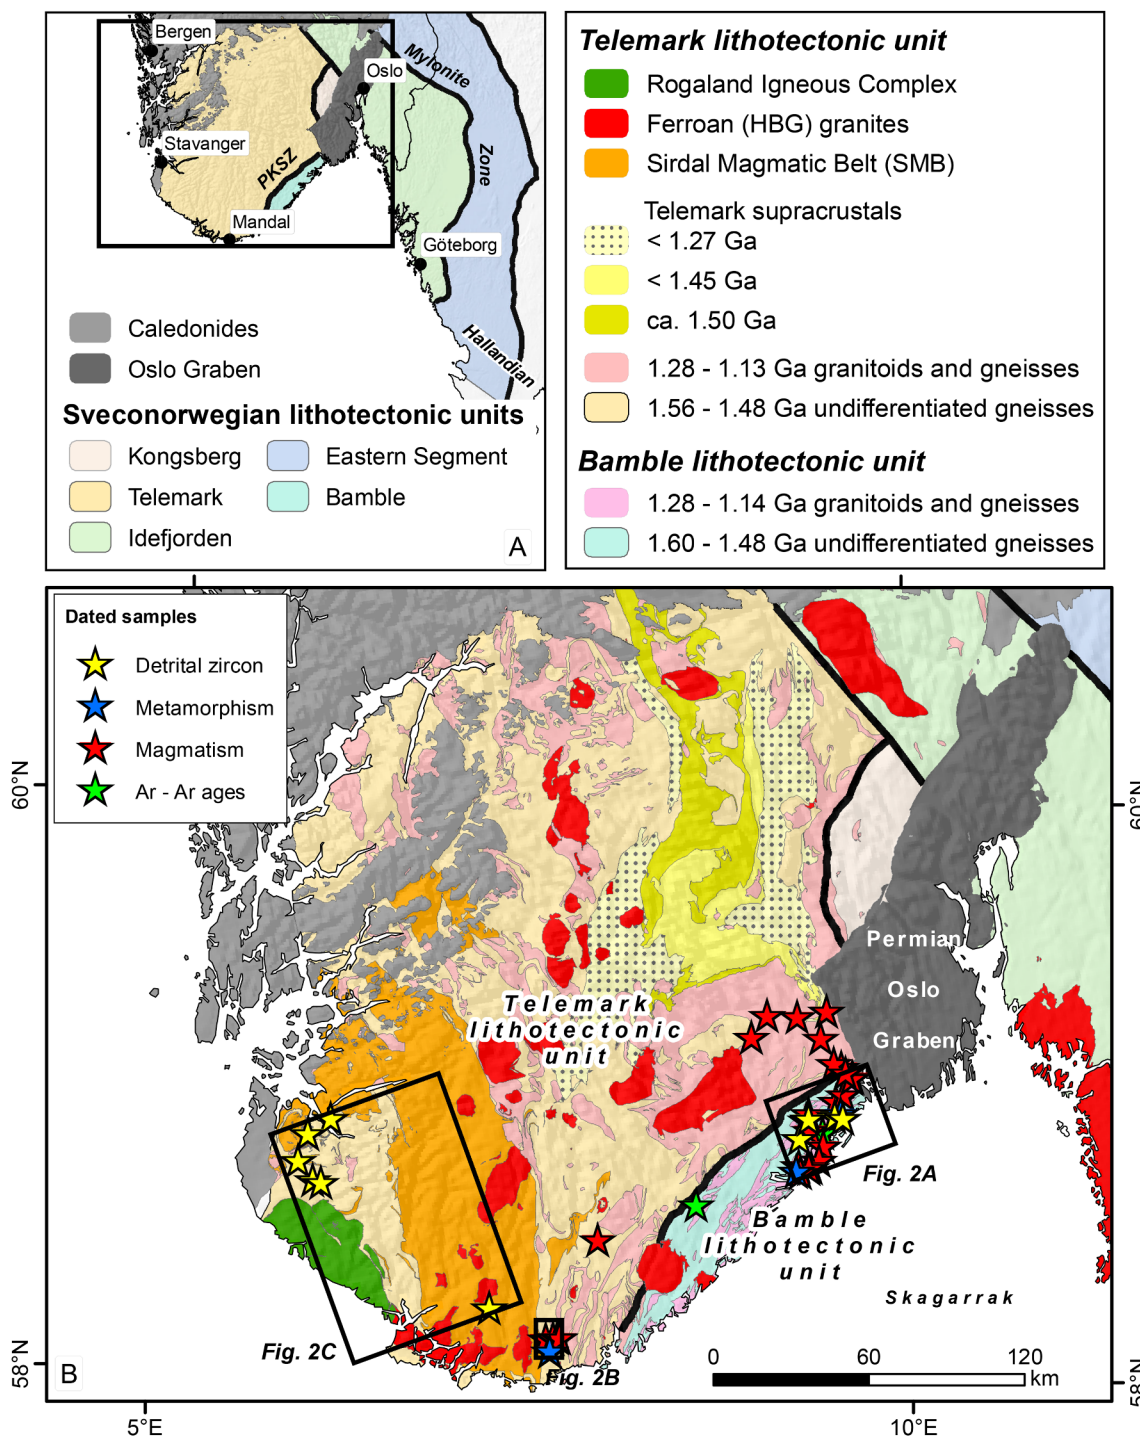 Bergen
Oslo
Mylonite
Zone
Stavanger
PKSZ
Mandal
Göteborg
Hallandian
Caledonides
Oslo Graben
Sveconorwegian lithotectonic units
Kongsberg
Eastern Segment
Telemark
Bamble
Idefjorden
A
Telemark lithotectonic unit
Rogaland Igneous Complex
Ferroan (HBG) granites
Sirdal Magmatic Belt (SMB)
Telemark supracrustals
< 1.27 Ga
< 1.45 Ga
ca. 1.50 Ga
1.28 - 1.13 Ga granitoids and gneisses
1.56 - 1.48 Ga undifferentiated gneisses
Bamble lithotectonic unit
1.28 - 1.14 Ga granitoids and gneisses
1.60 - 1.48 Ga undifferentiated gneisses
Dated samples
Detrital zircon
Metamorphism
Magmatism
Ar - Ar ages
60°N
60°N
Permian
Oslo
Graben
Telemark
lithotectonic
unit
Fig. 2A
Bamble
lithotectonic
unit
Skagarrak
Fig. 2C
Fig. 2B
0 60 120
km
B
58°N
58°N
5°E
10°E